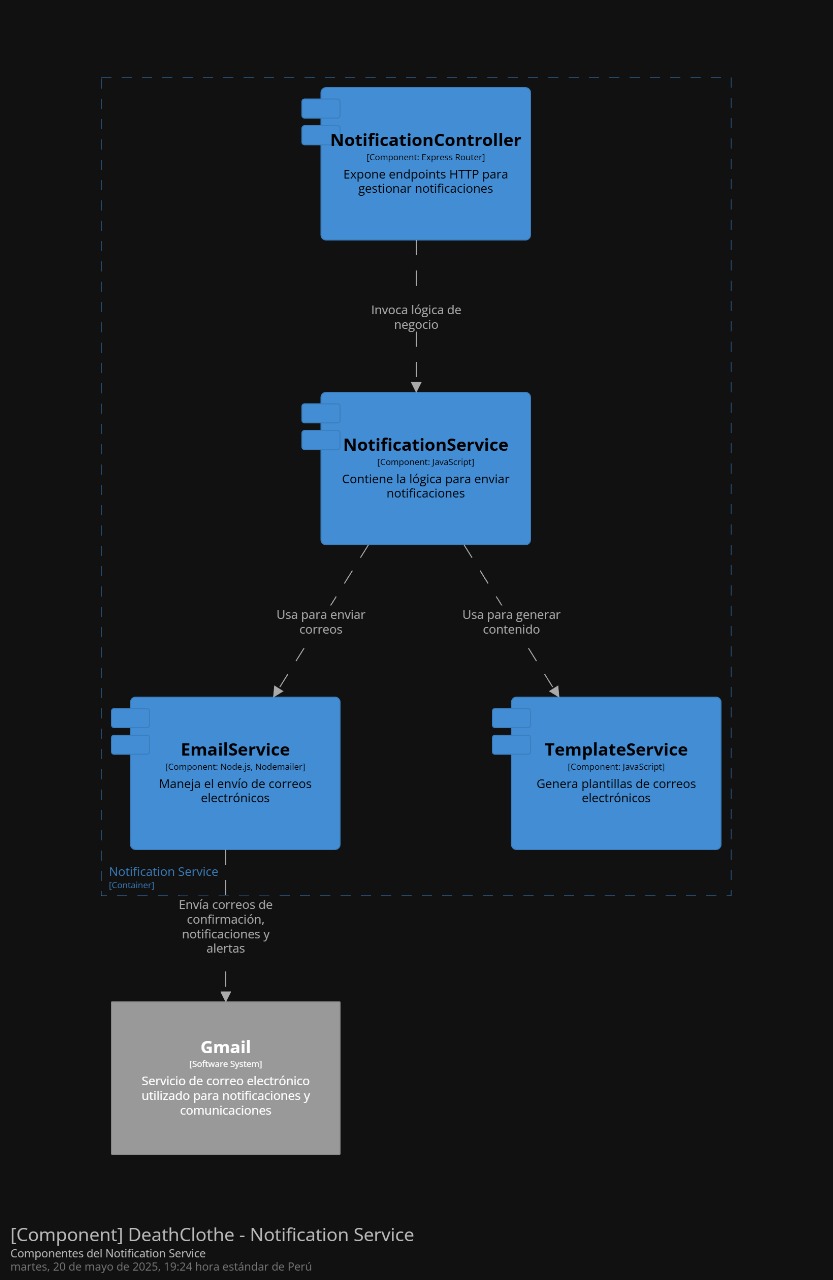 NotificationController
[Component: Express Router]
Expone endpoints HTTP para
gestionar notificaciones
Invoca lógica de
negocio
NotificationService
[Component: JavaScript]
Contiene la lógica para enviar
notificaciones
Usa para enviar
correos
Usa para generar
contenido
EmailService
[Component: Node.js, Nodemailer]
Maneja el envío de correos
electrónicos
TemplateService
[Component: JavaScript]
Genera plantillas de correos
electrónicos
Notification Service
[Container]
Envía correos de
confirmación,
notificaciones y
alertas
Gmail
[Software System]
Servicio de correo electrónico
utilizado para notificaciones y
comunicaciones
[Component] DeathClothe - Notification Service
Componentes del Notification Service
martes, 20 de mayo de 2025, 19:24 hora estándar de Perú